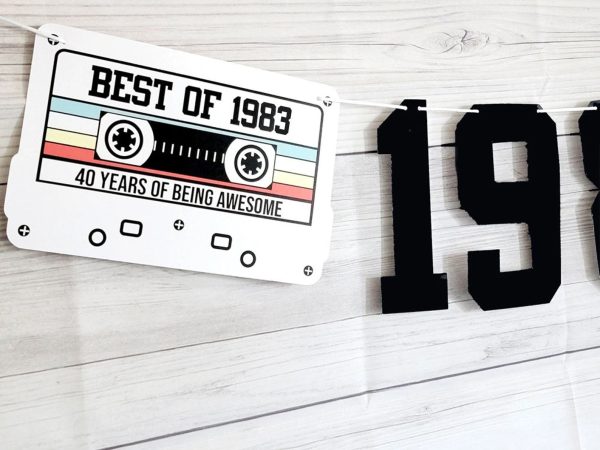 BEST OF 1983
40 YEARS OF BEING AWESOME
19